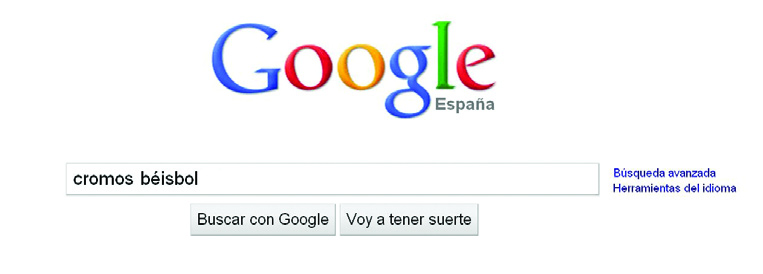 Google
España
cromos béisbol
Búsqueda avanzada
Herramientas del idioma
Buscar con Google
Voy a tener suerte